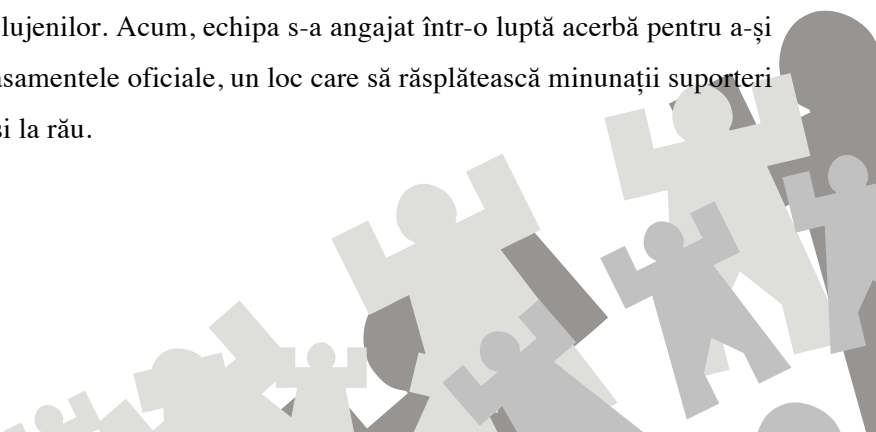 lujenilor. Acum, echipa s-a angajat într-o luptă acerbă pentru a-și
samentele oficiale, un loc care să răsplătească minunații suporteri
și la rău.